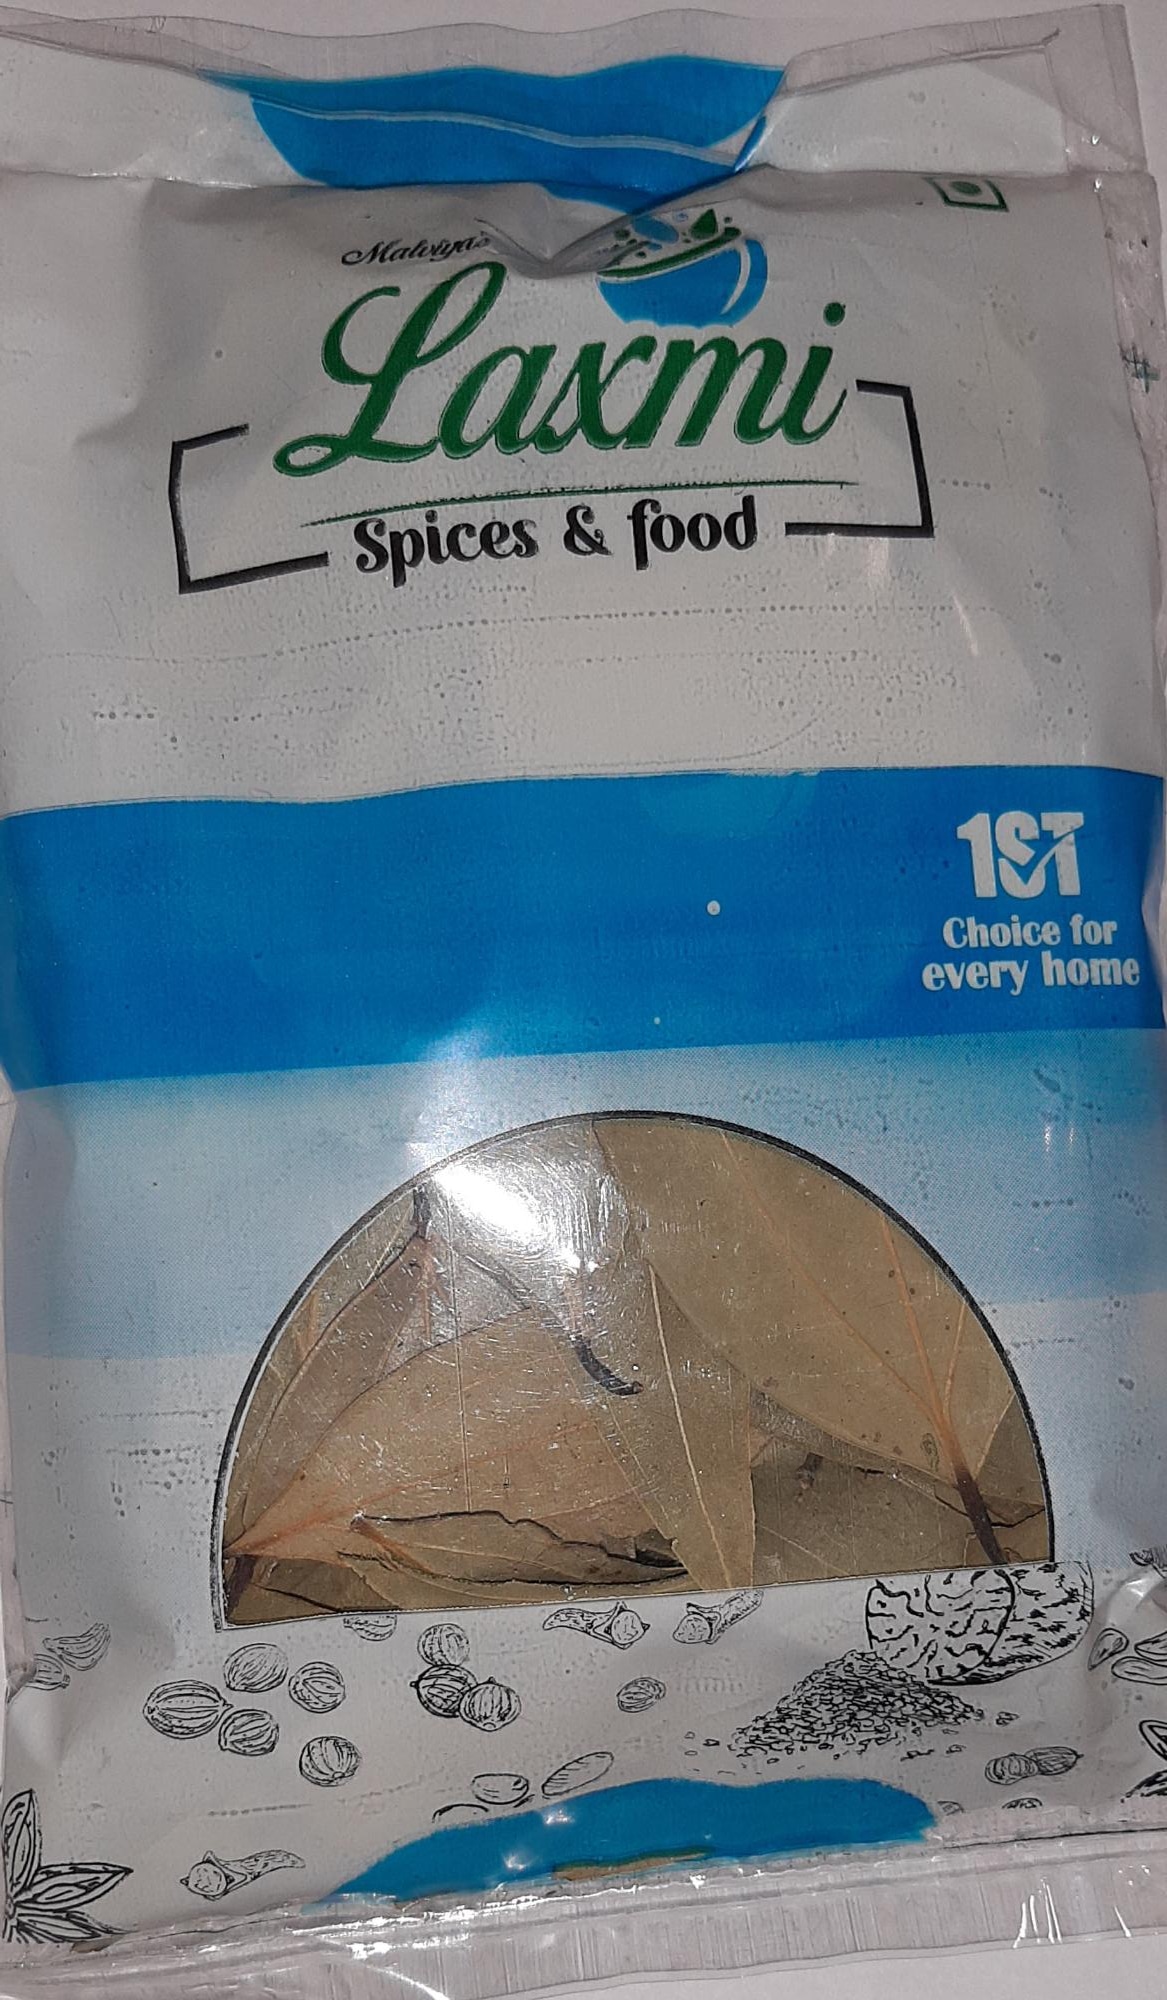 Malviya's
Laxmi
Spices & food
1ST
Choice for
every home